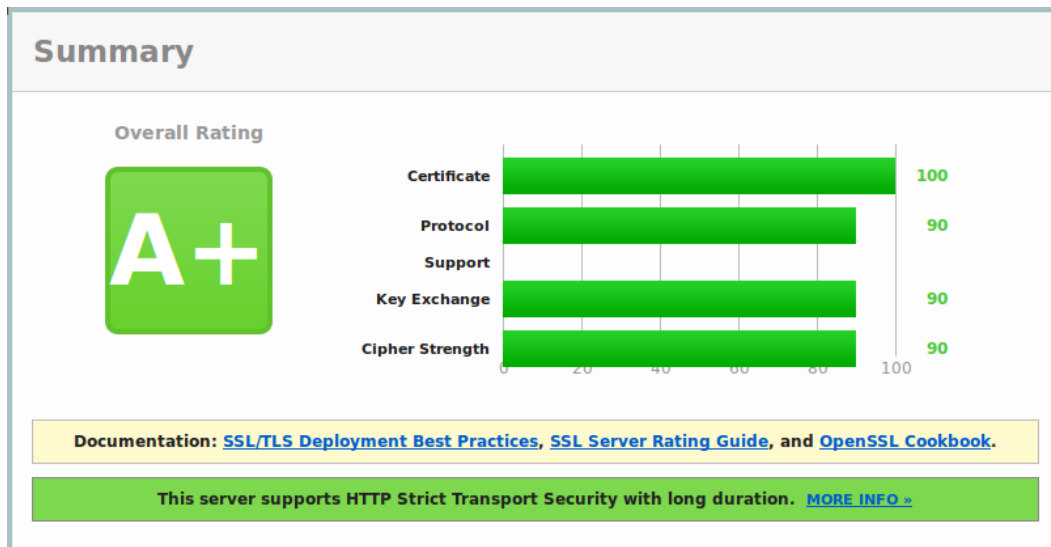 Summary
Overall Rating
A+
Certificate 100
Protocol 90
Support
Key Exchange 90
Cipher Strength 90
0 20 40 60 80 100
Documentation: SSL/TLS Deployment Best Practices, SSL Server Rating Guide, and OpenSSL Cookbook.
This server supports HTTP Strict Transport Security with long duration. MORE INFO »